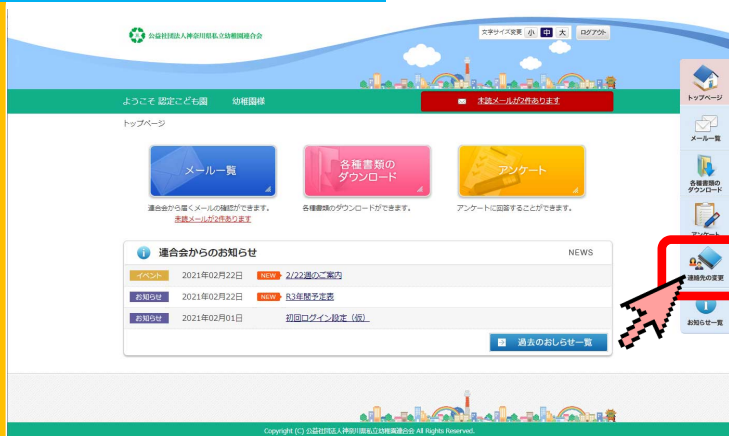 公益社団法人神奈川県私立幼稚園連合会
文字サイズ変更 小 中 大 ログアウト
ようこそ 認定こども園 幼稚園様
未読メールが2件あります
トップページ
メール一覧
各種書類の
ダウンロード
アンケート
連合会から届くメールの確認ができます。
未読メールが2件あります
各種書類のダウンロードができます。
アンケートに回答することができます。
連合会からのお知らせ
NEWS
イベント 2021年02月22日 NEW 2/22週のご案内
お知らせ 2021年02月22日 NEW R3年間予定表
お知らせ 2021年02月01日 初回ログイン設定（仮）
過去のおしらせ一覧
トップページ
メール一覧
各種書類の
ダウンロード
アンケート
連絡先の変更
お知らせ一覧
Copyright (C) 公益社団法人神奈川県私立幼稚園連合会 All Rights Reserved.